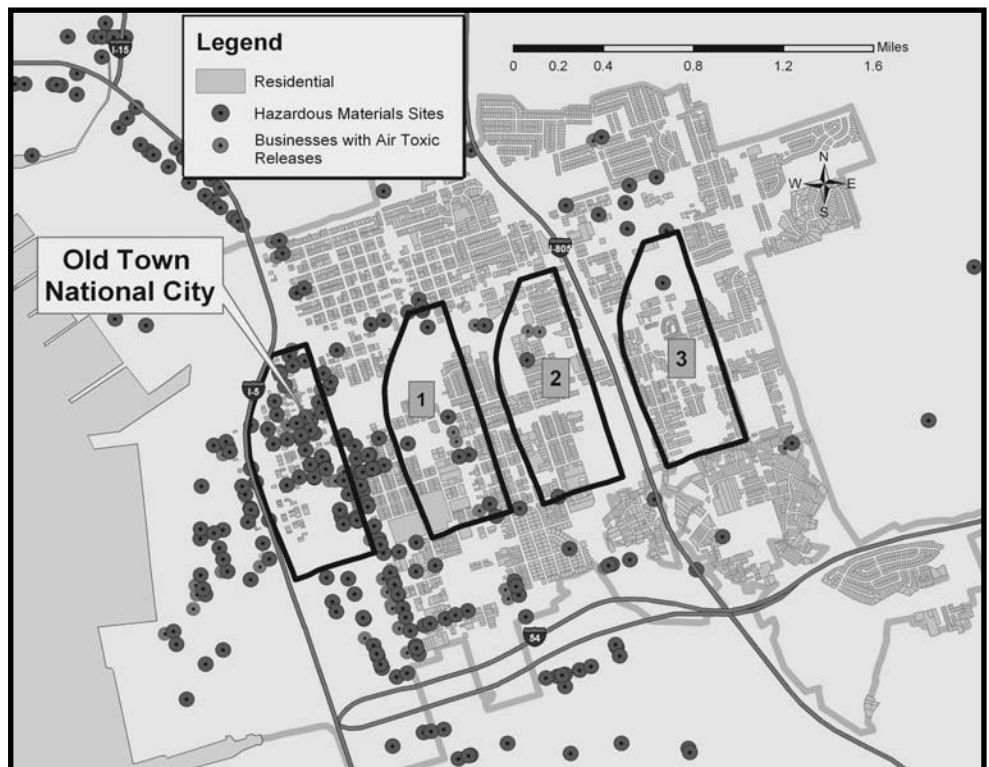 I-15
Legend
Residential
Hazardous Materials Sites
Businesses with Air Toxic
Releases
Miles
0 0.2 0.4 0.8 1.2 1.6
N
W E
S
I-805
Old Town
National City
I-5
1
2
3
54